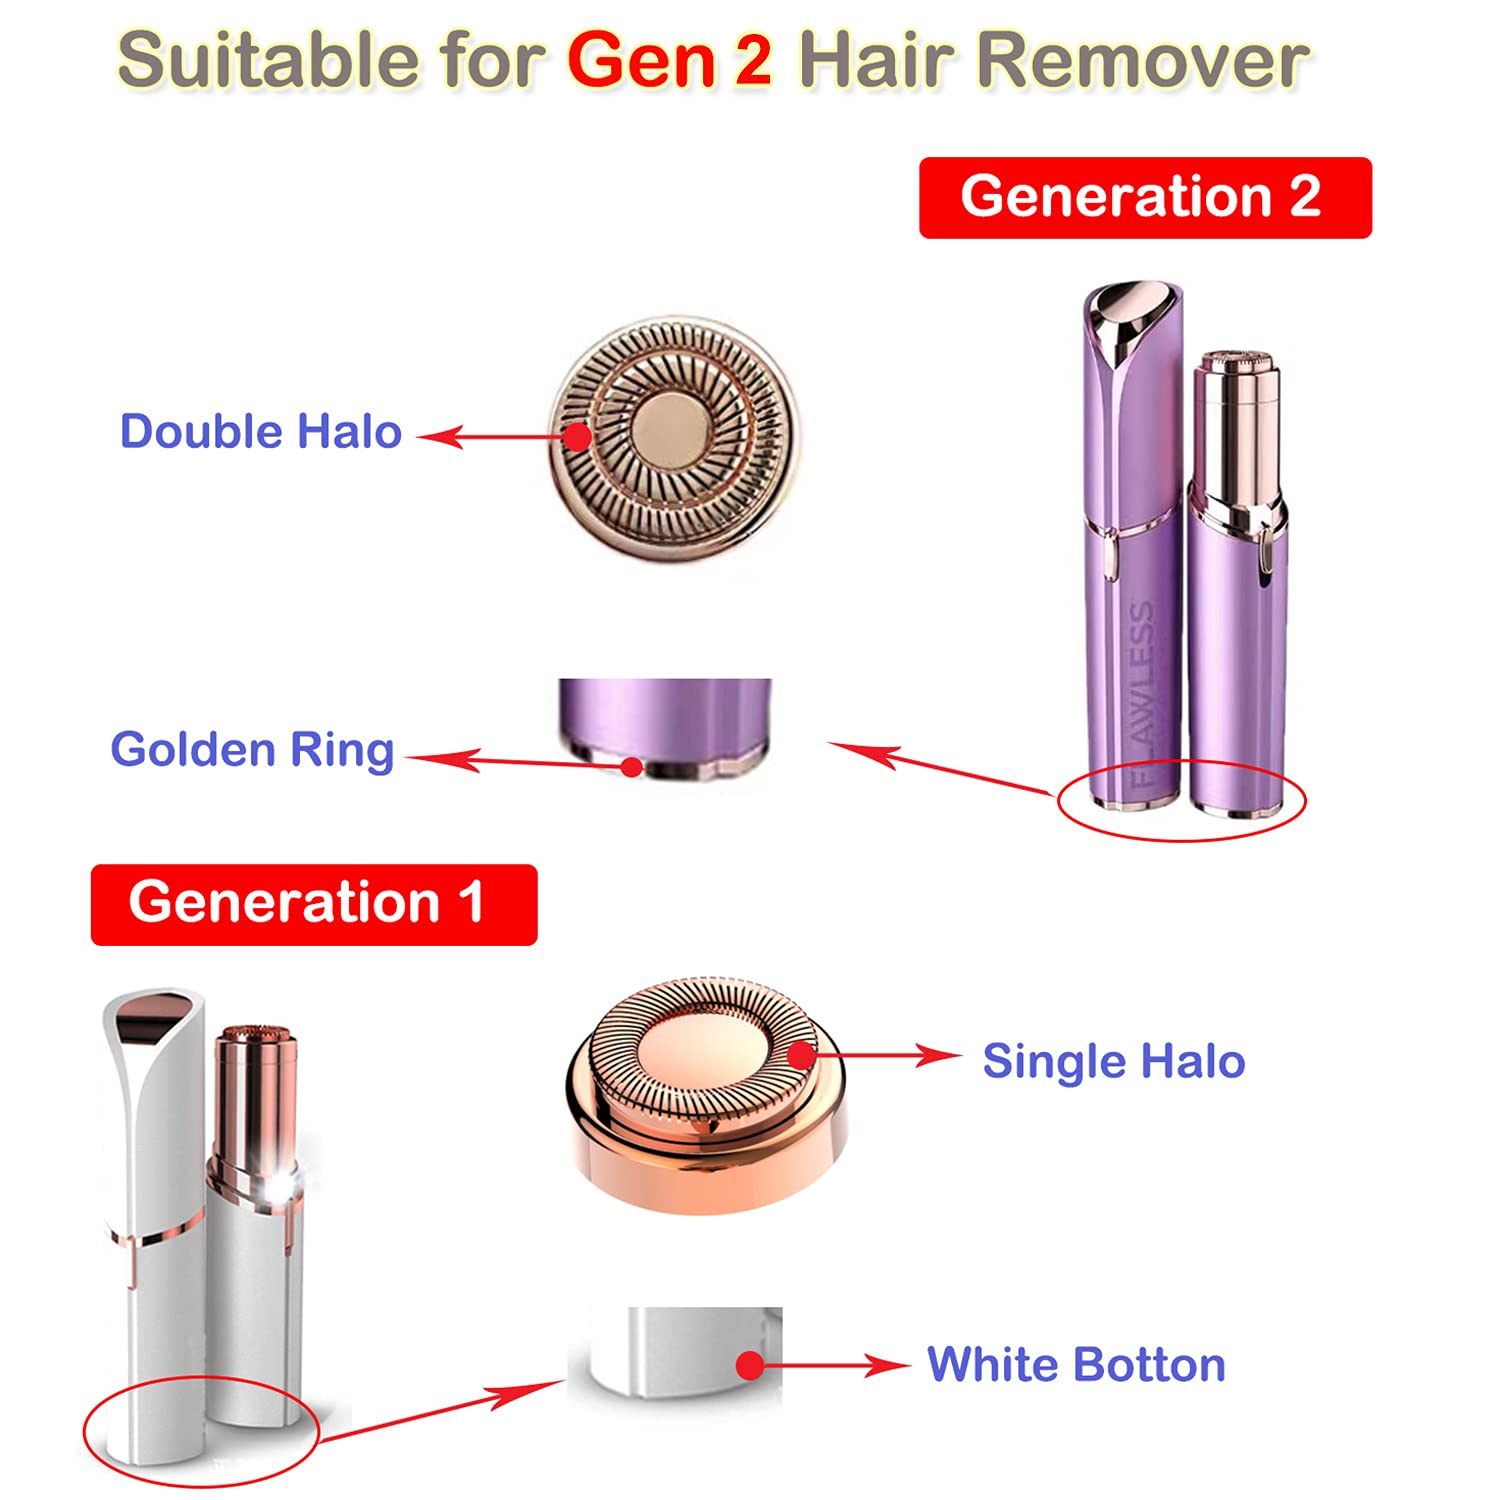 Suitable for Gen 2 Hair Remover
Generation 2
Double Halo
FLAWLESS
Golden Ring
Generation 1
Single Halo
White Botton